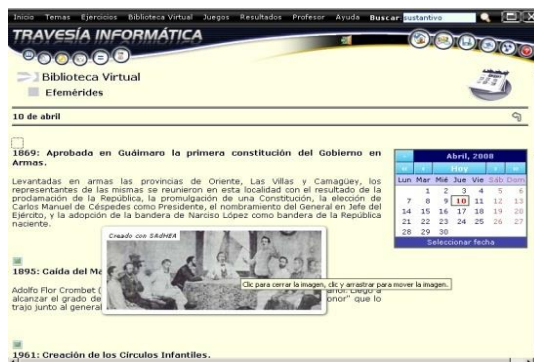 Inicio Temas Ejercicios Biblioteca Virtual Juegos Resultados Profesor Ayuda Buscar: sustantivo
TRAVESÍA INFORMÁTICA
Biblioteca Virtual
Efemérides
10 de abril
1869: Aprobada en Guáimaro la primera constitución del Gobierno en
Armas.
Levantadas en armas las provincias de Oriente, Las Villas y Camagüey, los
representantes de las mismas se reunieron en esta localidad con el resultado de la
proclamación de la República, la promulgación de una Constitución, la elección de
Carlos Manuel de Céspedes como Presidente, el nombramiento del General en Jefe del
Ejército, y la adopción de la bandera de Narciso López como bandera de la República
naciente.
Abril, 2008
Hoy
Lun Mar Mié Jue Vie Sáb Dom
1 2 3 4 5 6
7 8 9 10 11 12 13
14 15 16 17 18 19 20
21 22 23 24 25 26 27
28 29 30
Seleccionar fecha
Creado con SAdHEA
1895: Caída del Ma
Clic para cerrar la imagen, clic y arrastrar para mover la imagen.
Adolfo Flor Crombet (
alcanzar el grado de onor" que lo
trajo junto al general
1961: Creación de los Círculos Infantiles.